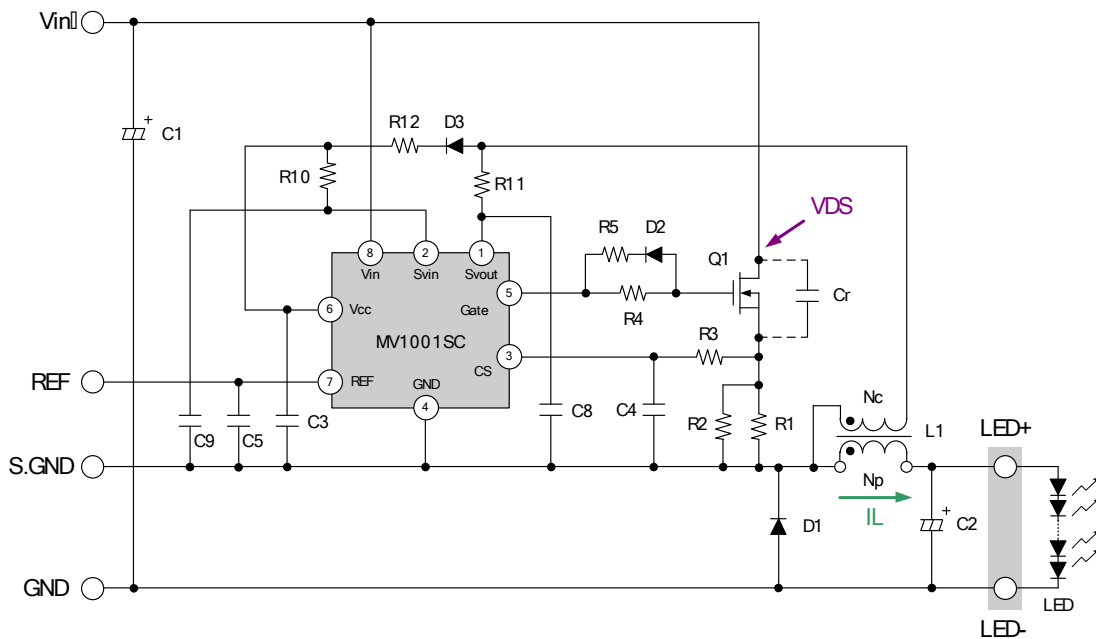 Vin
C1
R12
D3
R10
R11
VDS
R5
D2
Q1
8
2
1
Vin
Svin
Svout
Cr
5
Gate
R4
6
Vcc
MV1001SC
R3
3
CS
REF
7
REF
GND
4
Nc
C9
C5
C3
C8
C4
R2
R1
L1
LED+
S.GND
Np
IL
D1
C2
GND
LED
LED-